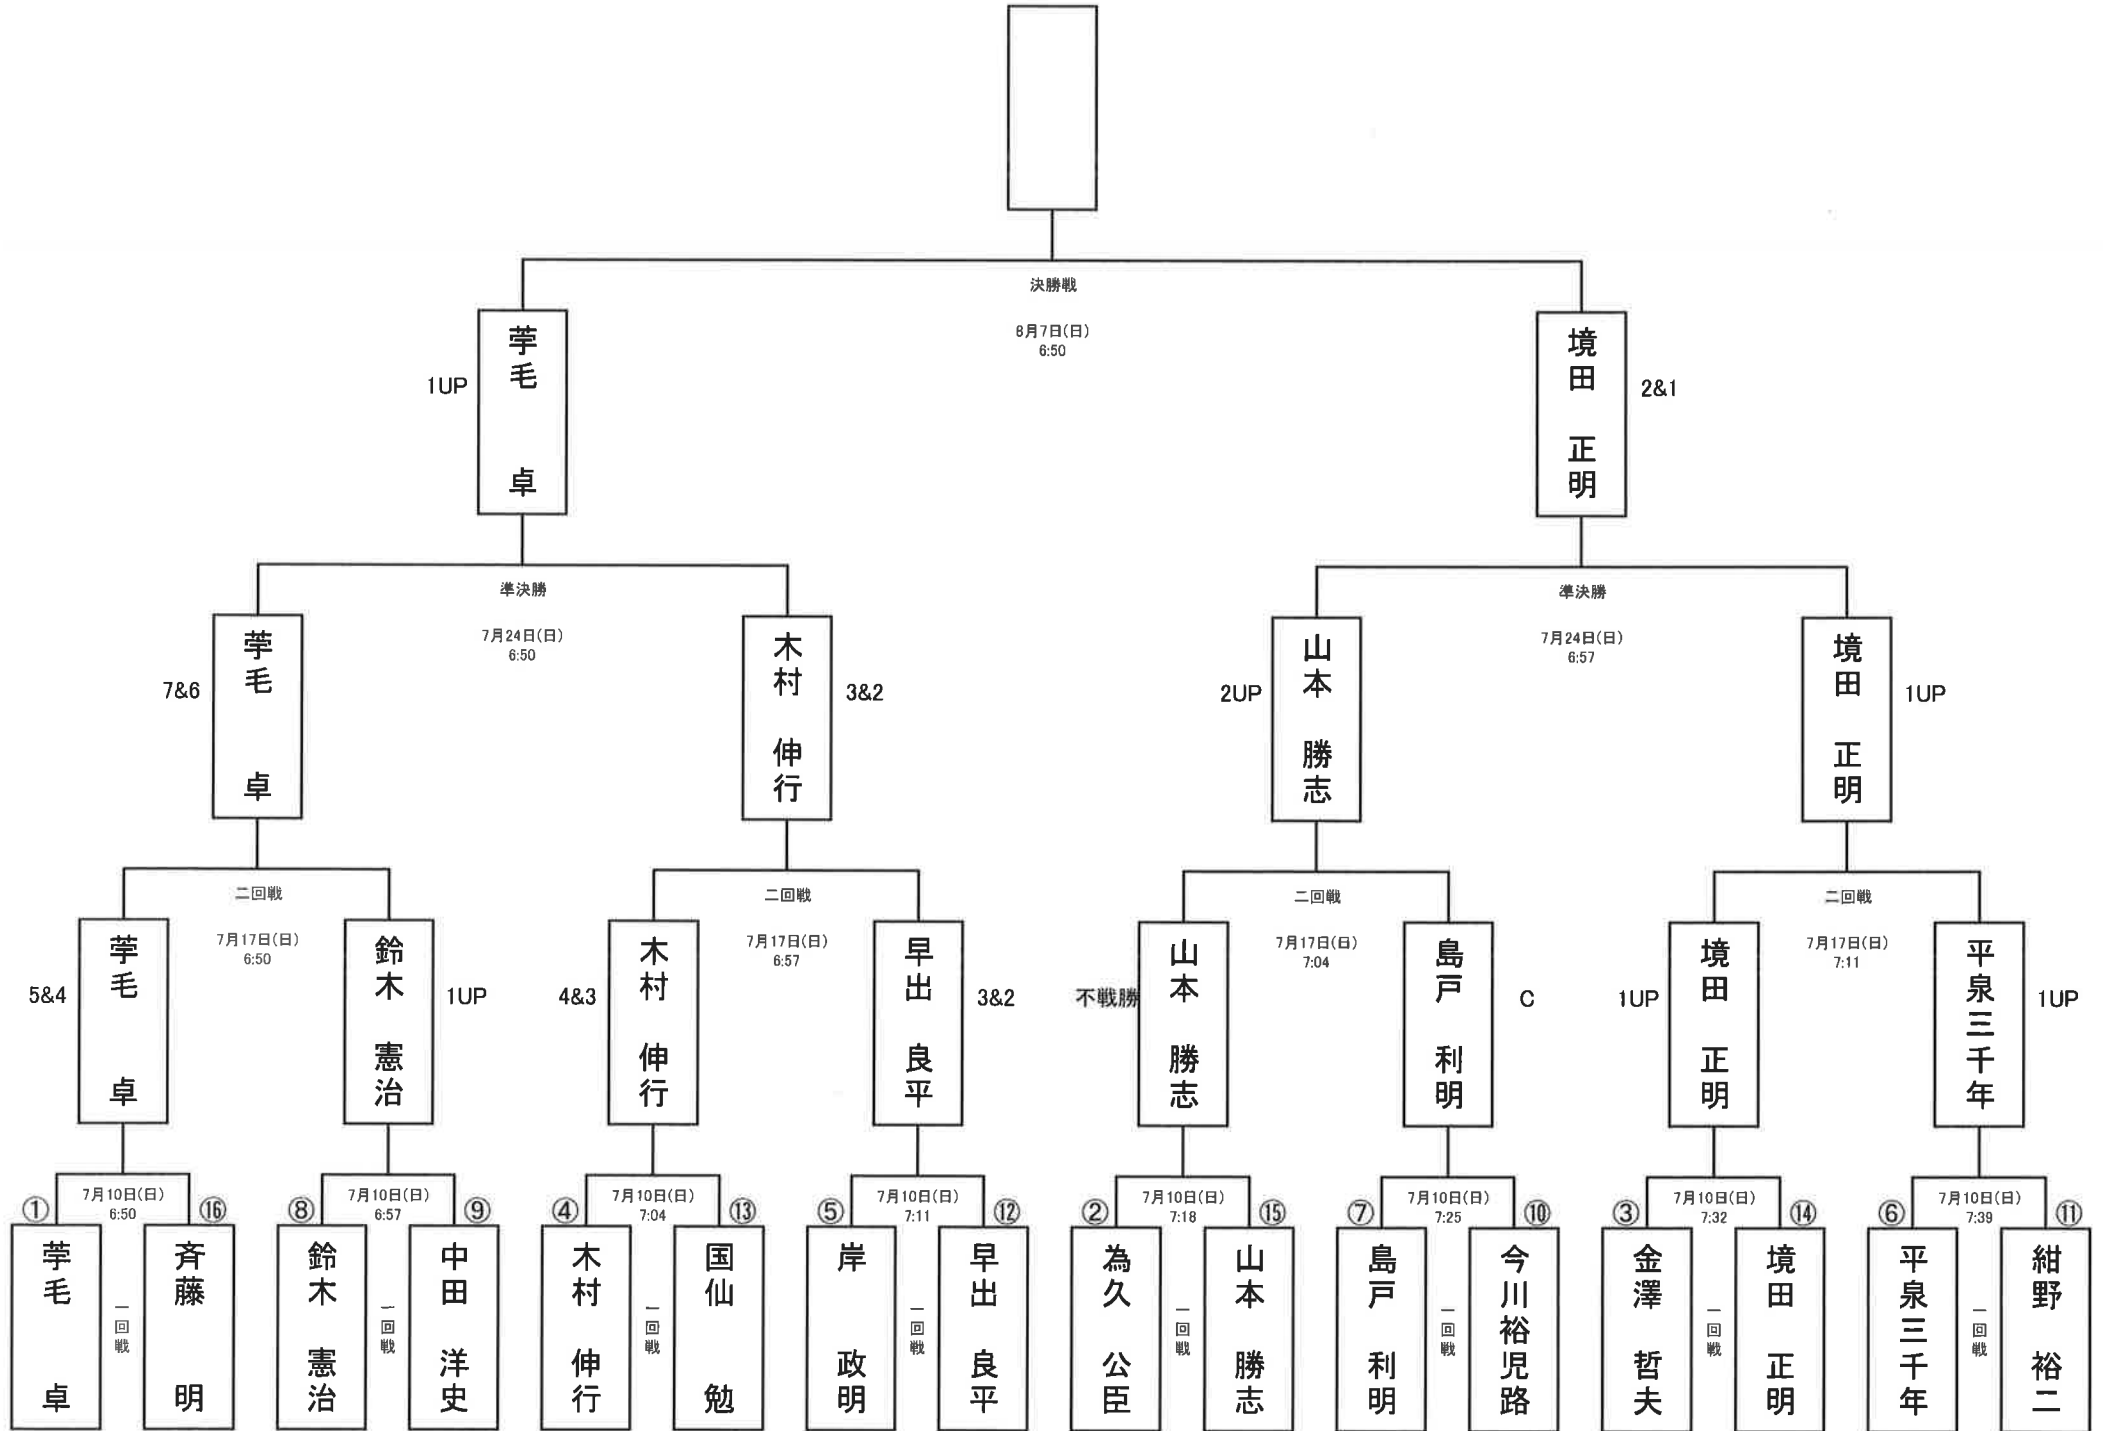 決勝戦
8月7日(日)
6:50
1UP
苧毛 卓
境田 正明
2&1
準決勝
7月24日(日)
6:50
準決勝
7月24日(日)
6:57
7&6
苧毛 卓
木村 伸行
3&2
2UP
山本 勝志
境田 正明
1UP
二回戦
7月17日(日)
6:50
二回戦
7月17日(日)
6:57
二回戦
7月17日(日)
7:04
二回戦
7月17日(日)
7:11
5&4
苧毛 卓
鈴木 憲治
1UP
4&3
木村 伸行
早出 良平
3&2
不戦勝
山本 勝志
島戸 利明
C
1UP
境田 正明
平泉三千年
1UP
①
7月10日(日)
6:50
⑯
⑧
7月10日(日)
6:57
⑨
④
7月10日(日)
7:04
⑬
⑤
7月10日(日)
7:11
⑫
②
7月10日(日)
7:18
⑮
⑦
7月10日(日)
7:25
⑩
③
7月10日(日)
7:32
⑭
⑥
7月10日(日)
7:39
⑪
苧毛 卓
一回戦
斉藤 明
鈴木 憲治
一回戦
中田 洋史
木村 伸行
一回戦
国仙 勉
岸 政明
一回戦
早出 良平
為久 公臣
一回戦
山本 勝志
島戸 利明
一回戦
今川裕児路
金澤 哲夫
一回戦
境田 正明
平泉三千年
一回戦
紺野 裕二